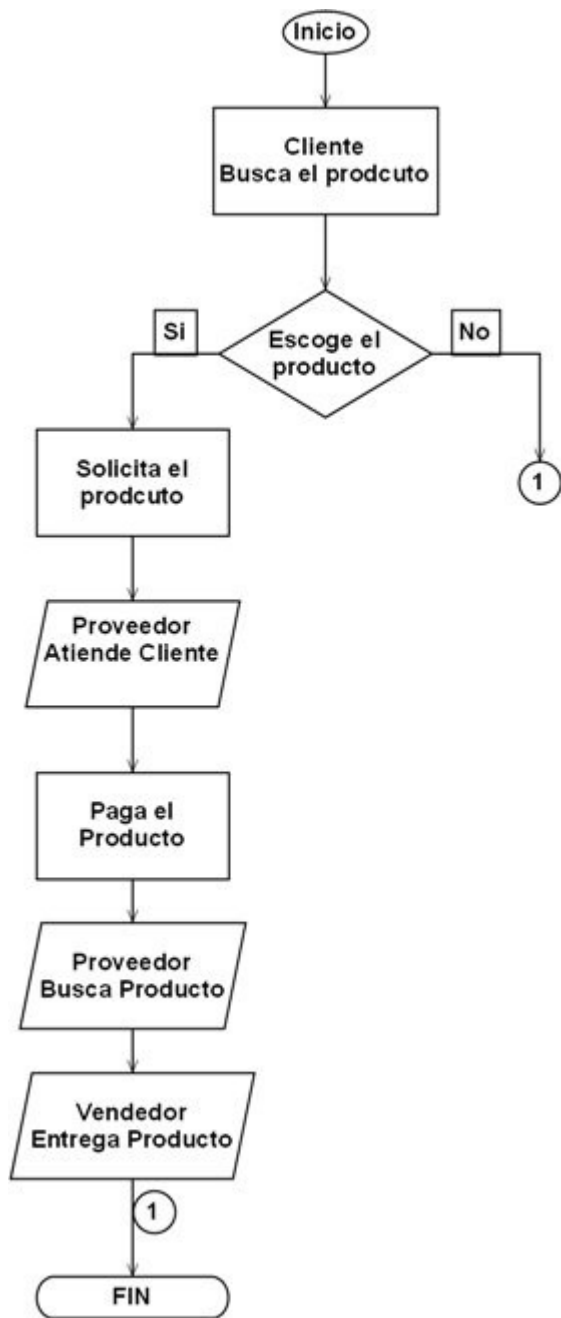 Inicio
Cliente
Busca el prodcuto
Si
Escoge el
producto
No
Solicita el
prodcuto
1
Proveedor
Atiende Cliente
Paga el
Producto
Proveedor
Busca Producto
Vendedor
Entrega Producto
1
FIN